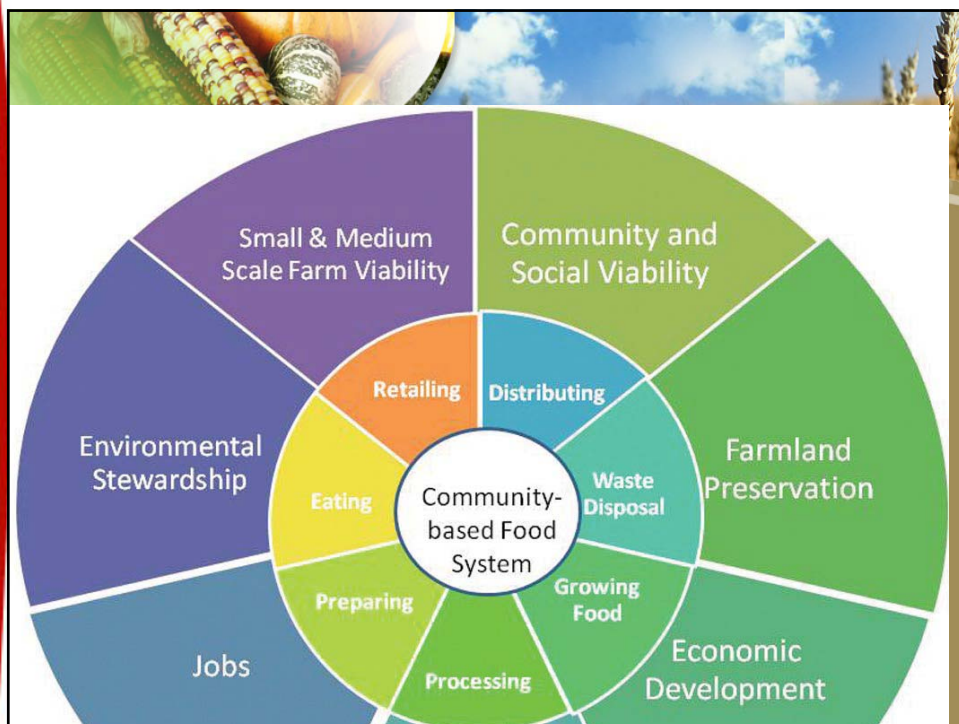 Small & Medium
Scale Farm Viability
Community and
Social Viability
Retailing
Distributing
Environmental
Stewardship
Eating
Community-
based Food
System
Waste
Disposal
Farmland
Preservation
Preparing
Growing
Food
Jobs
Processing
Economic
Development